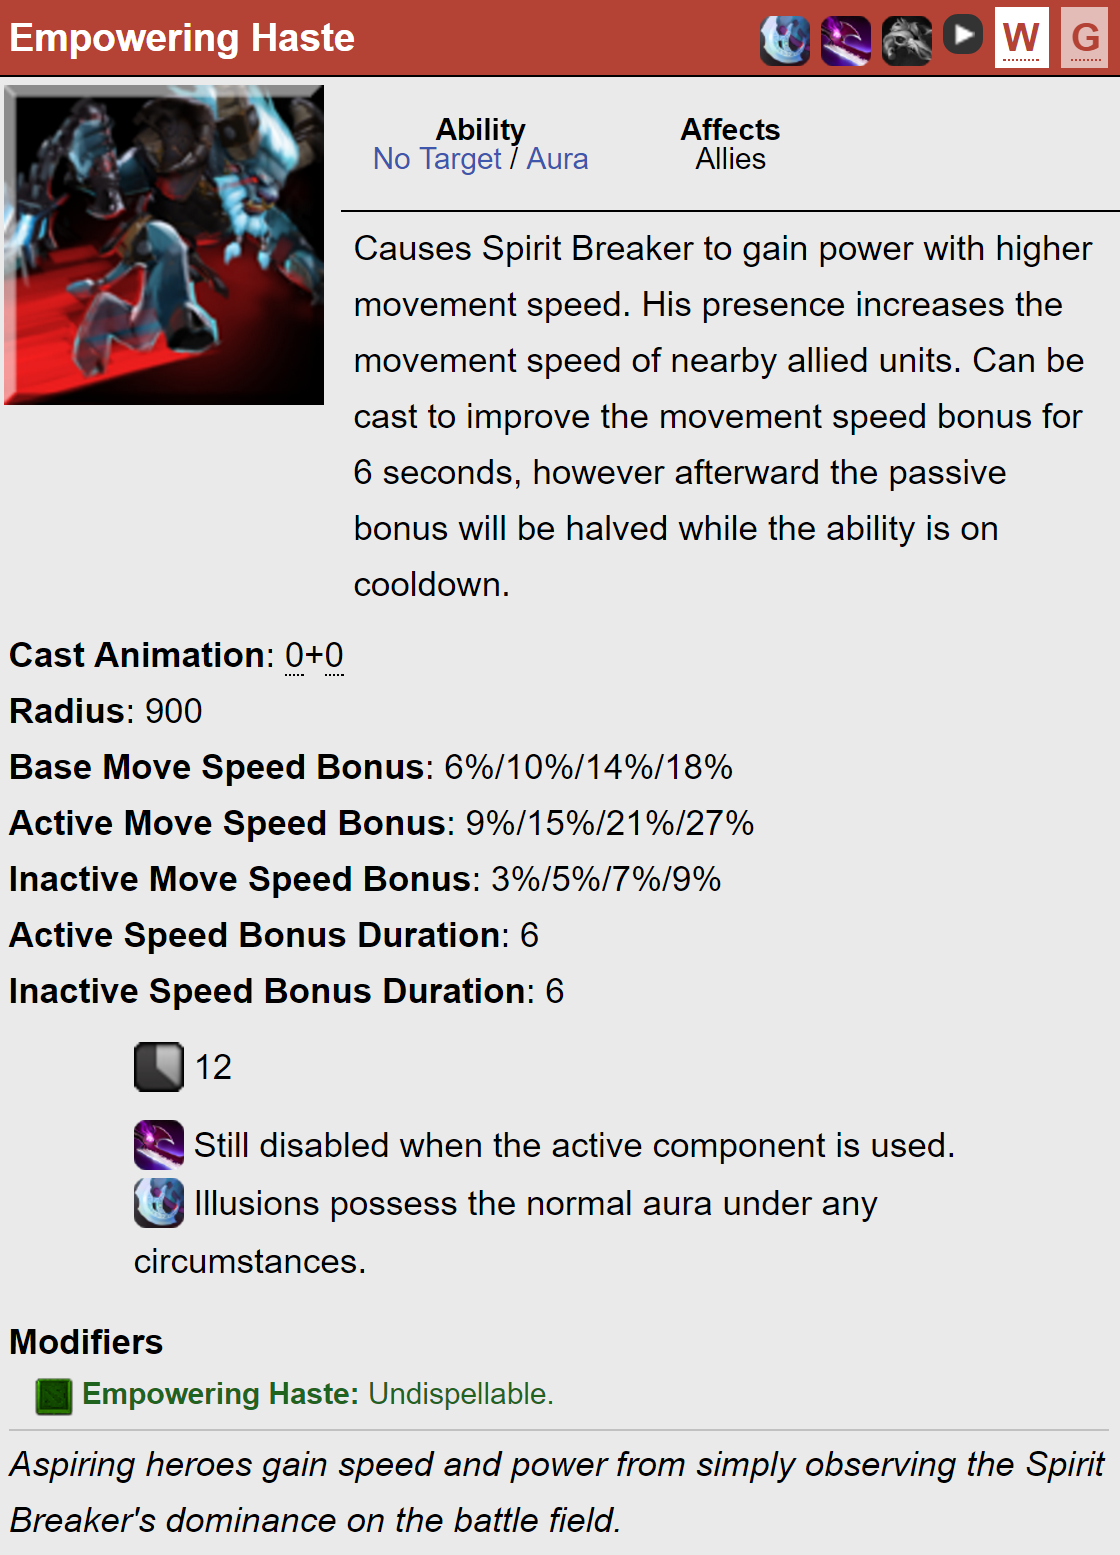 Empowering Haste W G
Ability Affects
No Target / Aura Allies
Causes Spirit Breaker to gain power with higher
movement speed. His presence increases the
movement speed of nearby allied units. Can be
cast to improve the movement speed bonus for
6 seconds, however afterward the passive
bonus will be halved while the ability is on
cooldown.
Cast Animation: 0+0
Radius: 900
Base Move Speed Bonus: 6%/10%/14%/18%
Active Move Speed Bonus: 9%/15%/21%/27%
Inactive Move Speed Bonus: 3%/5%/7%/9%
Active Speed Bonus Duration: 6
Inactive Speed Bonus Duration: 6
12
Still disabled when the active component is used.
Illusions possess the normal aura under any
circumstances.
Modifiers
Empowering Haste: Undispellable.
Aspiring heroes gain speed and power from simply observing the Spirit
Breaker's dominance on the battle field.